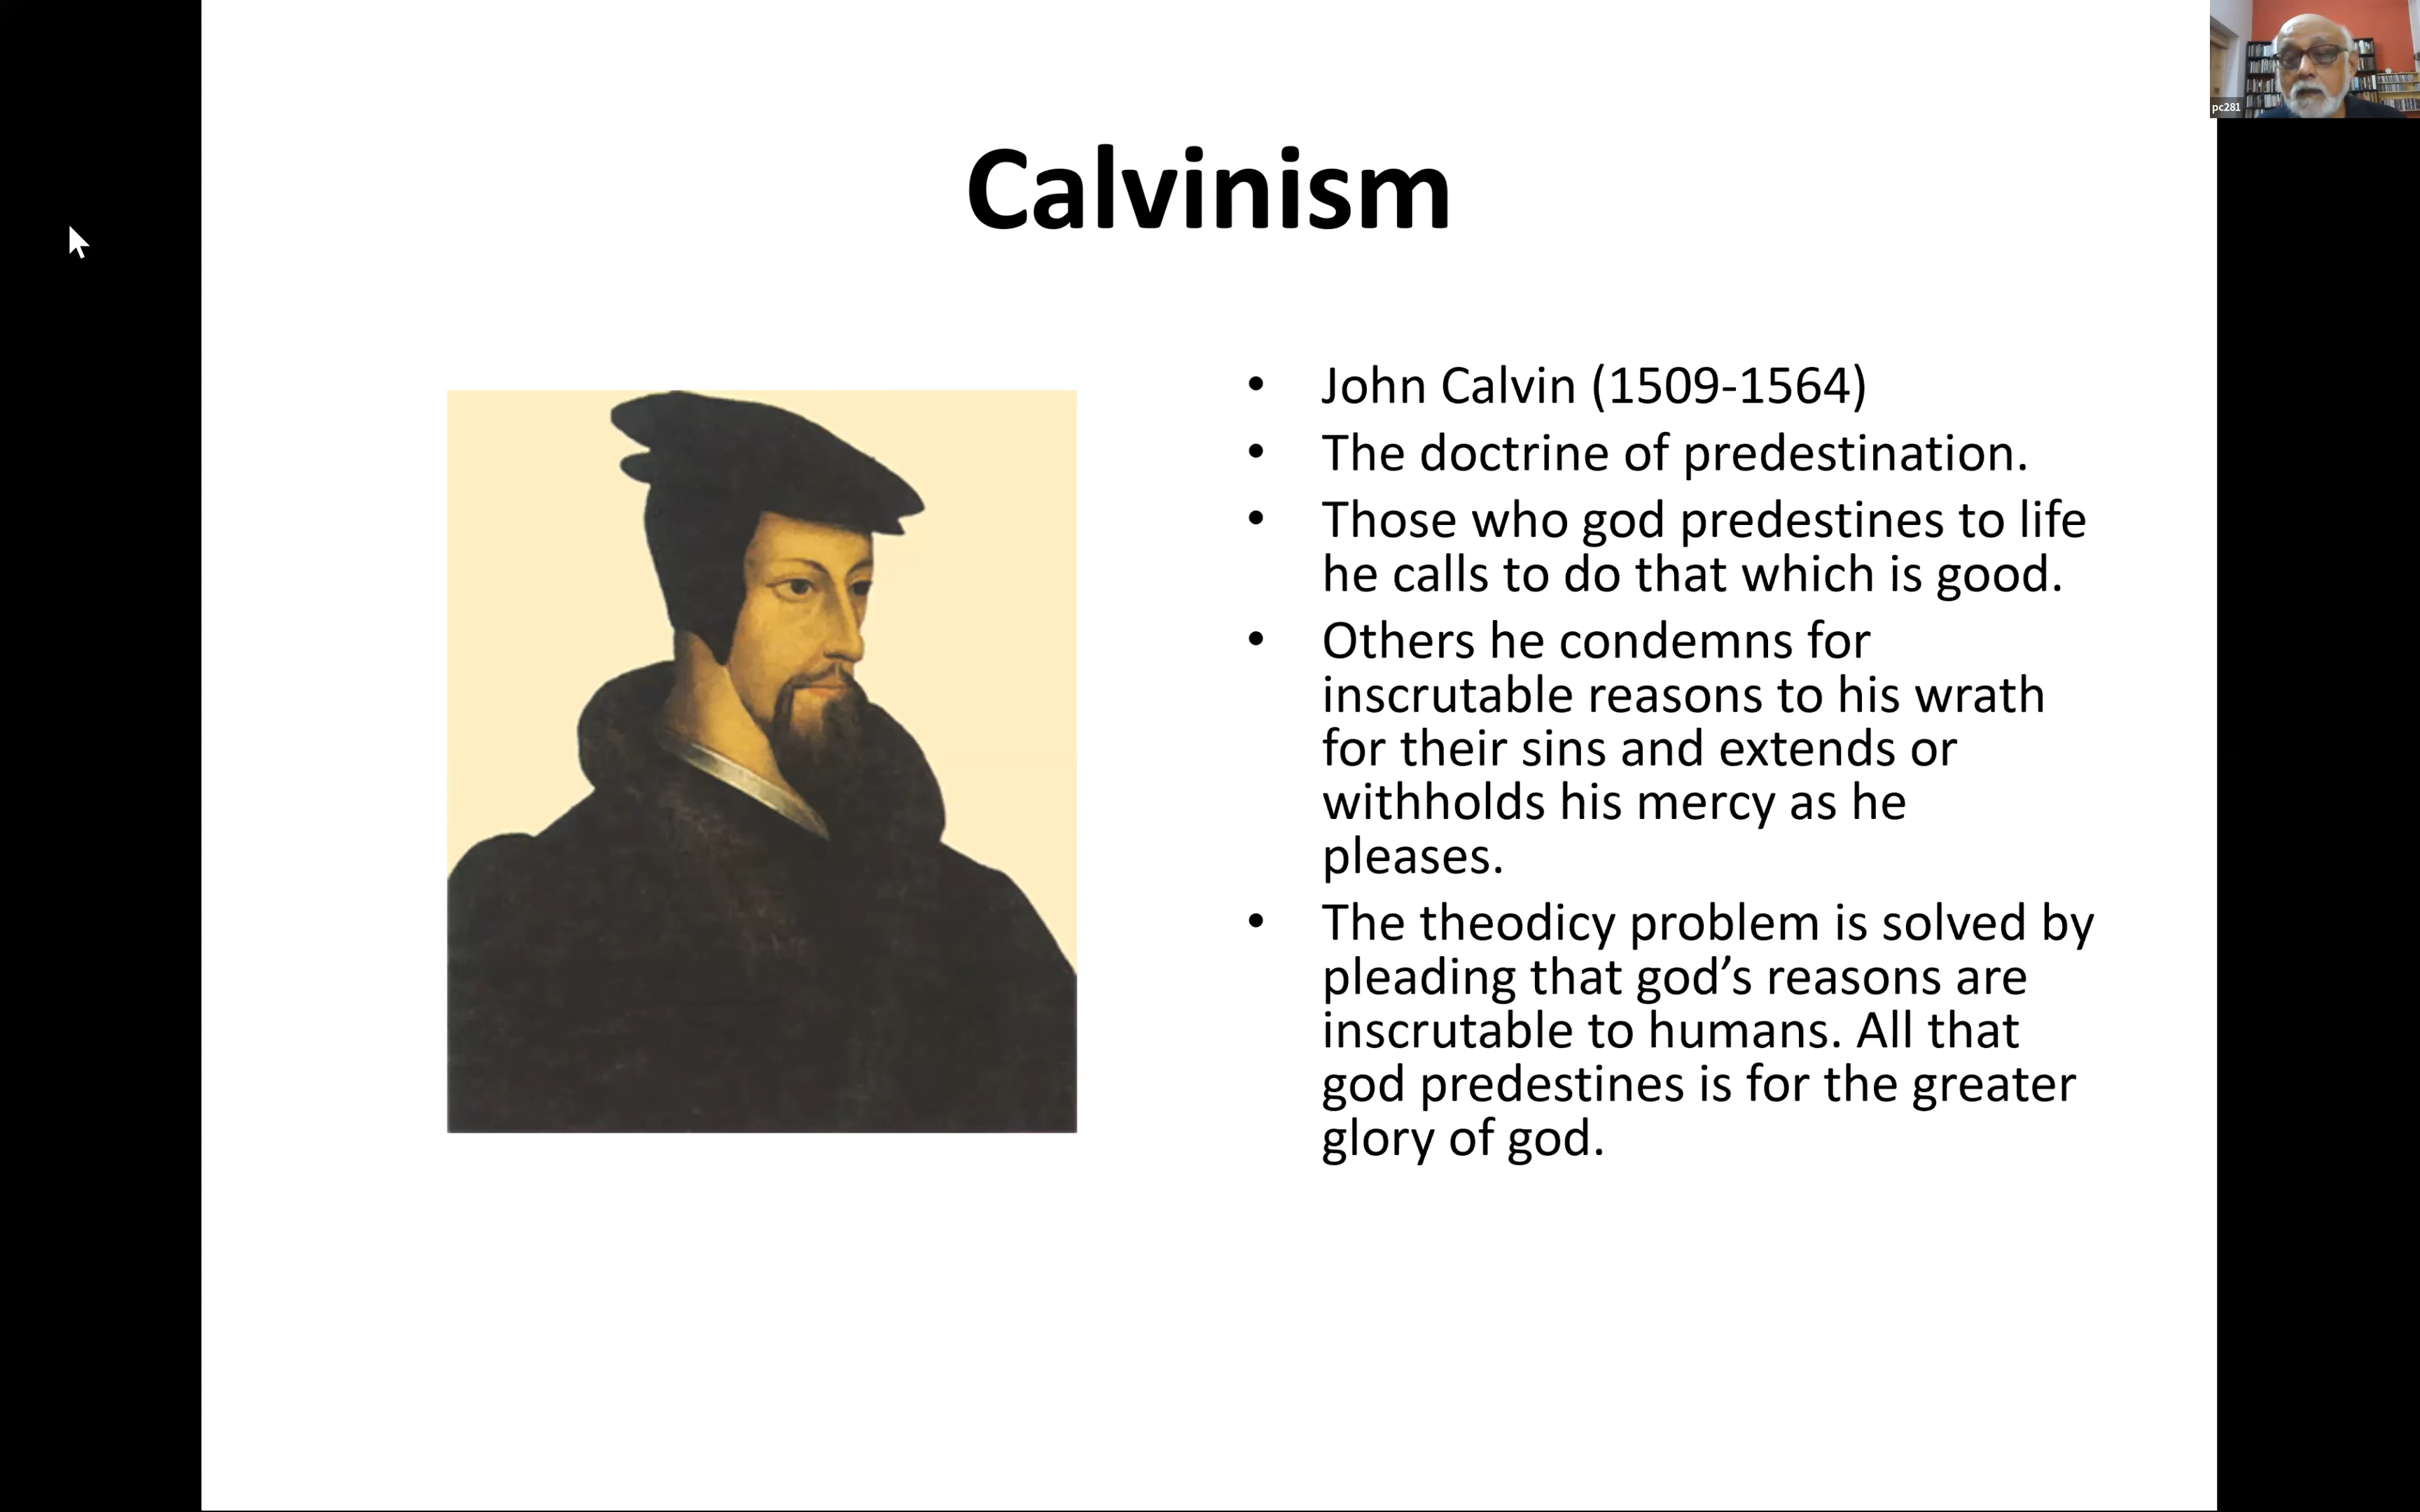 pc281
Calvinism
• John Calvin (1509-1564)
• The doctrine of predestination.
• Those who god predestines to life
he calls to do that which is good.
• Others he condemns for
inscrutable reasons to his wrath
for their sins and extends or
withholds his mercy as he
pleases.
• The theodicy problem is solved by
pleading that god’s reasons are
inscrutable to humans. All that
god predestines is for the greater
glory of god.